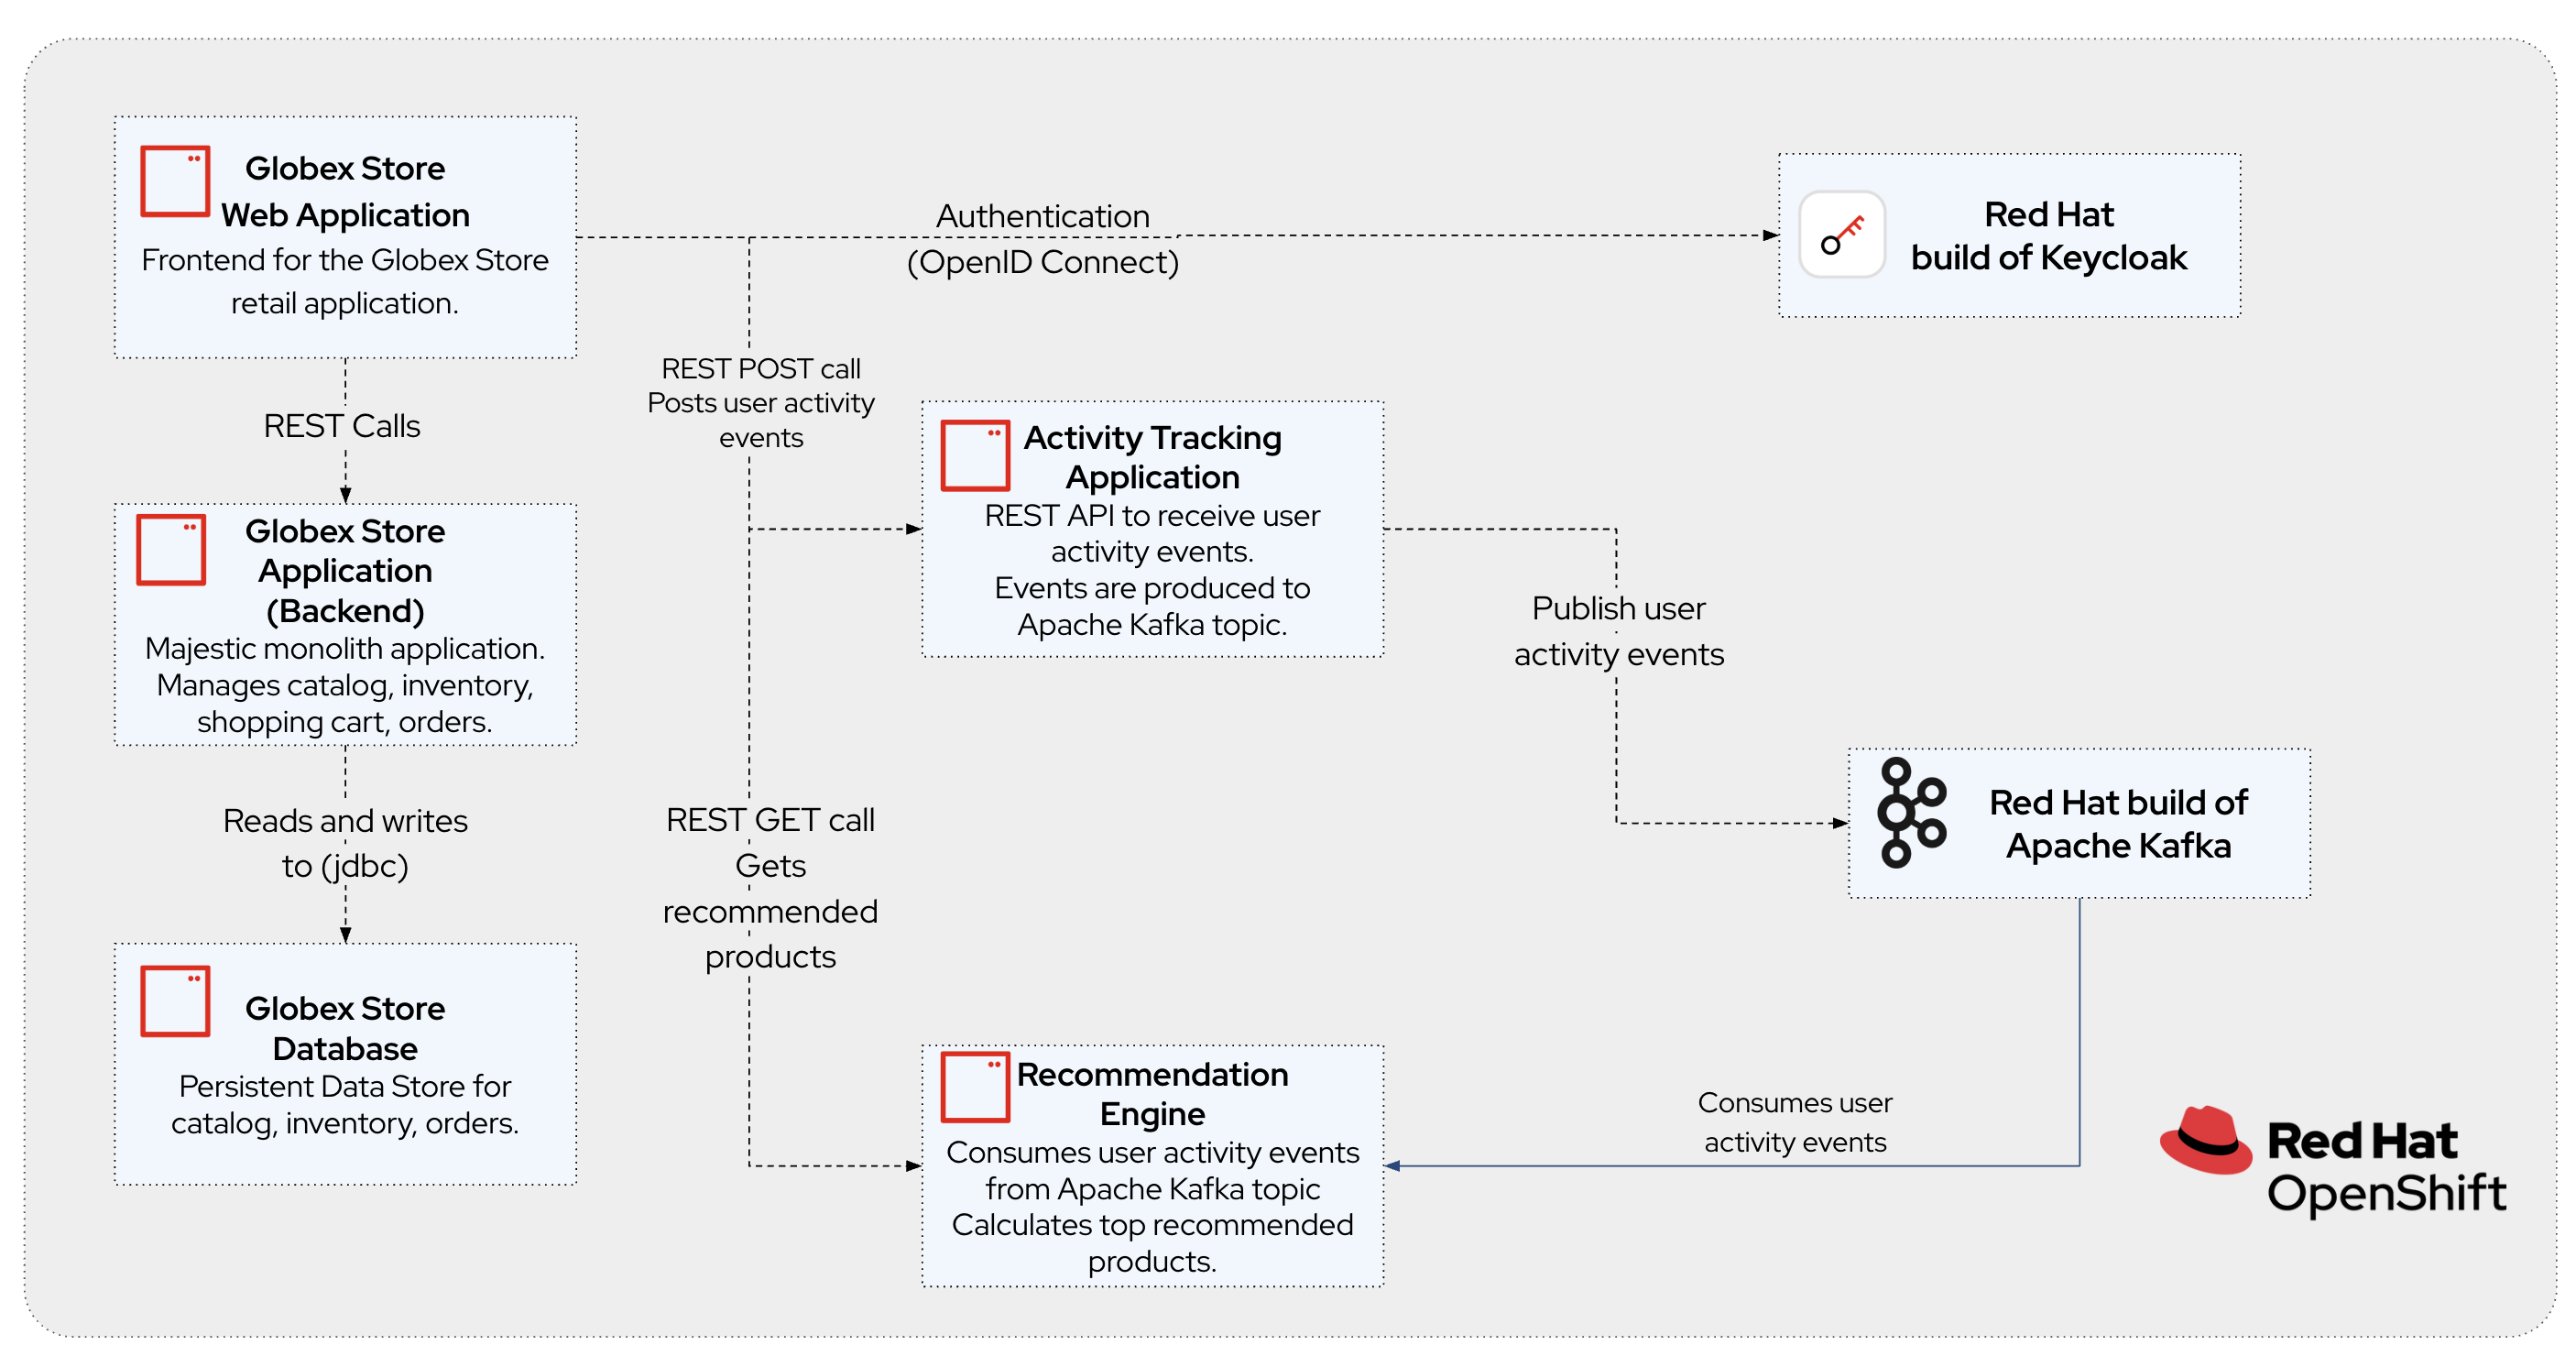 Globex Store
Web Application
Frontend for the Globex Store
retail application.
Authentication
(OpenID Connect)
Red Hat
build of Keycloak
REST Calls
REST POST call
Posts user activity
events
Activity Tracking
Application
REST API to receive user
activity events.
Events are produced to
Apache Kafka topic.
Publish user
activity events
Globex Store
Application
(Backend)
Majestic monolith application.
Manages catalog, inventory,
shopping cart, orders.
Reads and writes
to (jdbc)
REST GET call
Gets
recommended
products
Red Hat build of
Apache Kafka
Globex Store
Database
Persistent Data Store for
catalog, inventory, orders.
Recommendation
Engine
Consumes user activity events
from Apache Kafka topic
Calculates top recommended
products.
Consumes user
activity events
Red Hat
OpenShift